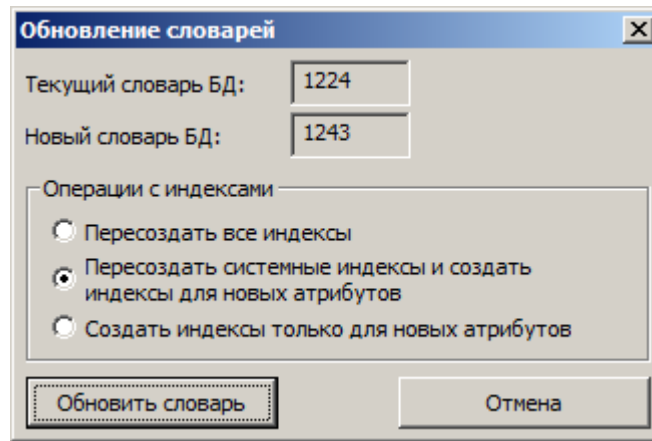 Обновление словарей
Текущий словарь БД: 1224
Новый словарь БД: 1243
Операции с индексами
Пересоздать все индексы
Пересоздать системные индексы и создать
индексы для новых атрибутов
Создать индексы только для новых атрибутов
Обновить словарь Отмена